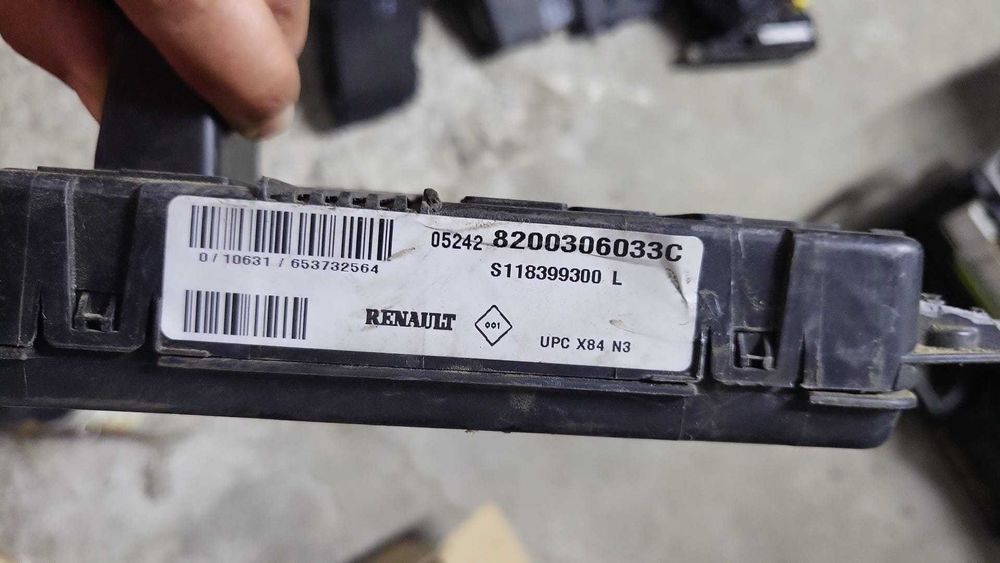 05242 8200306033C
0/10631/653732564
S118399300 L
RENAULT
001
UPC X84 N3